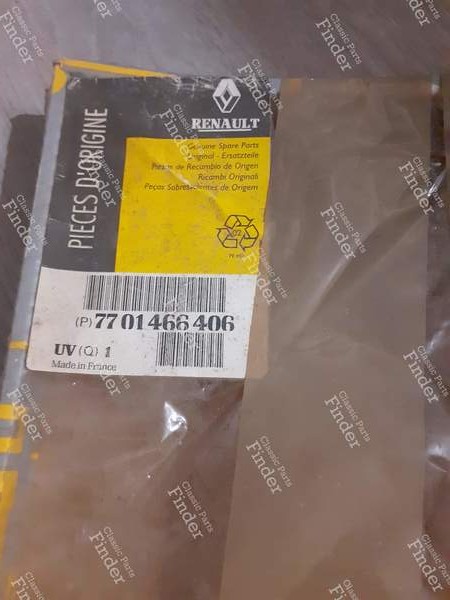 PIECES D'ORIGINE
RENAULT
Genuine Spare Parts
Original - Ersatzteile
Piezas de Recambio de Origen
Ricambi Originali
Peças Sobresselentes de Origem
02
(P) 77 01 466 406
UV (Q) 1
Made in France
Classic Parts
Finder